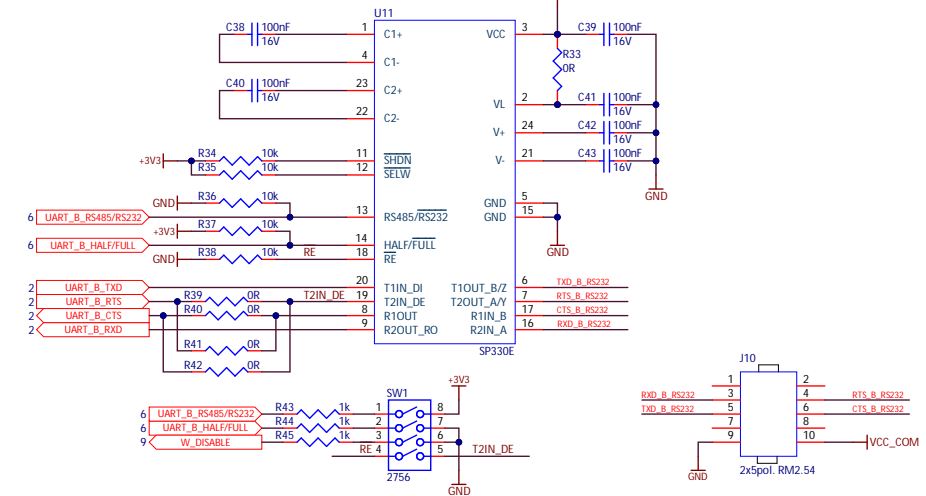 U11
C38 100nF 1 C1+ VCC 3 C39 100nF
16V 16V
R33
0R
4 C1-
C40 100nF 23 C2+
16V
VL 2 C41 100nF
16V
22 C2- V+ 24 C42 100nF
16V
V- 21 C43 100nF
16V
+3V3 R34 10k 11 SHDN
R35 10k 12 SELW
GND
GND R36 10k GND 5
6 UART_B_RS485/RS232 13 RS485/RS232 GND 15
+3V3 R37 10k
6 UART_B_HALF/FULL 14 HALF/FULL
GND R38 10k RE 18 RE
GND
2 UART_B_TXD 20 T1IN_DI T1OUT_B/Z 6 TXD_B_RS232
2 UART_B_RTS R39 0R T2IN_DE 19 T2IN_DE T2OUT_A/Y 7 RTS_B_RS232
2 UART_B_CTS R40 0R 8 R1OUT R1IN_B 17 CTS_B_RS232
2 UART_B_RXD 9 R2OUT_RO R2IN_A 16 RXD_B_RS232
R41 0R
SP330E
R42 0R
J10
+3V3
SW1
1 2
RXD_B_RS232 3 4 RTS_B_RS232
6 UART_B_RS485/RS232 R43 1k 1 8
TXD_B_RS232 5 6 CTS_B_RS232
6 UART_B_HALF/FULL R44 1k 2 7
7 8
9 W_DISABLE R45 1k 3 6
9 10 VCC_COM
RE 4 5 T2IN_DE
2756
GND
GND
2x5pol. RM2.54